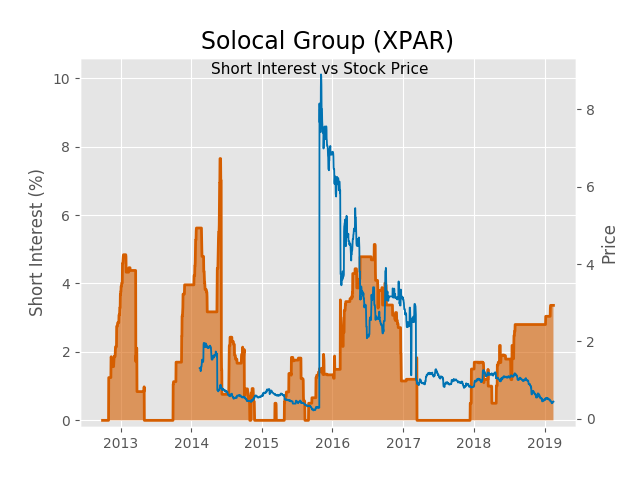 Solocal Group (XPAR)
Short Interest vs Stock Price
Short Interest (%)
10
8
6
4
2
0
8
6
4
2
0
Price
2013 2014 2015 2016 2017 2018 2019